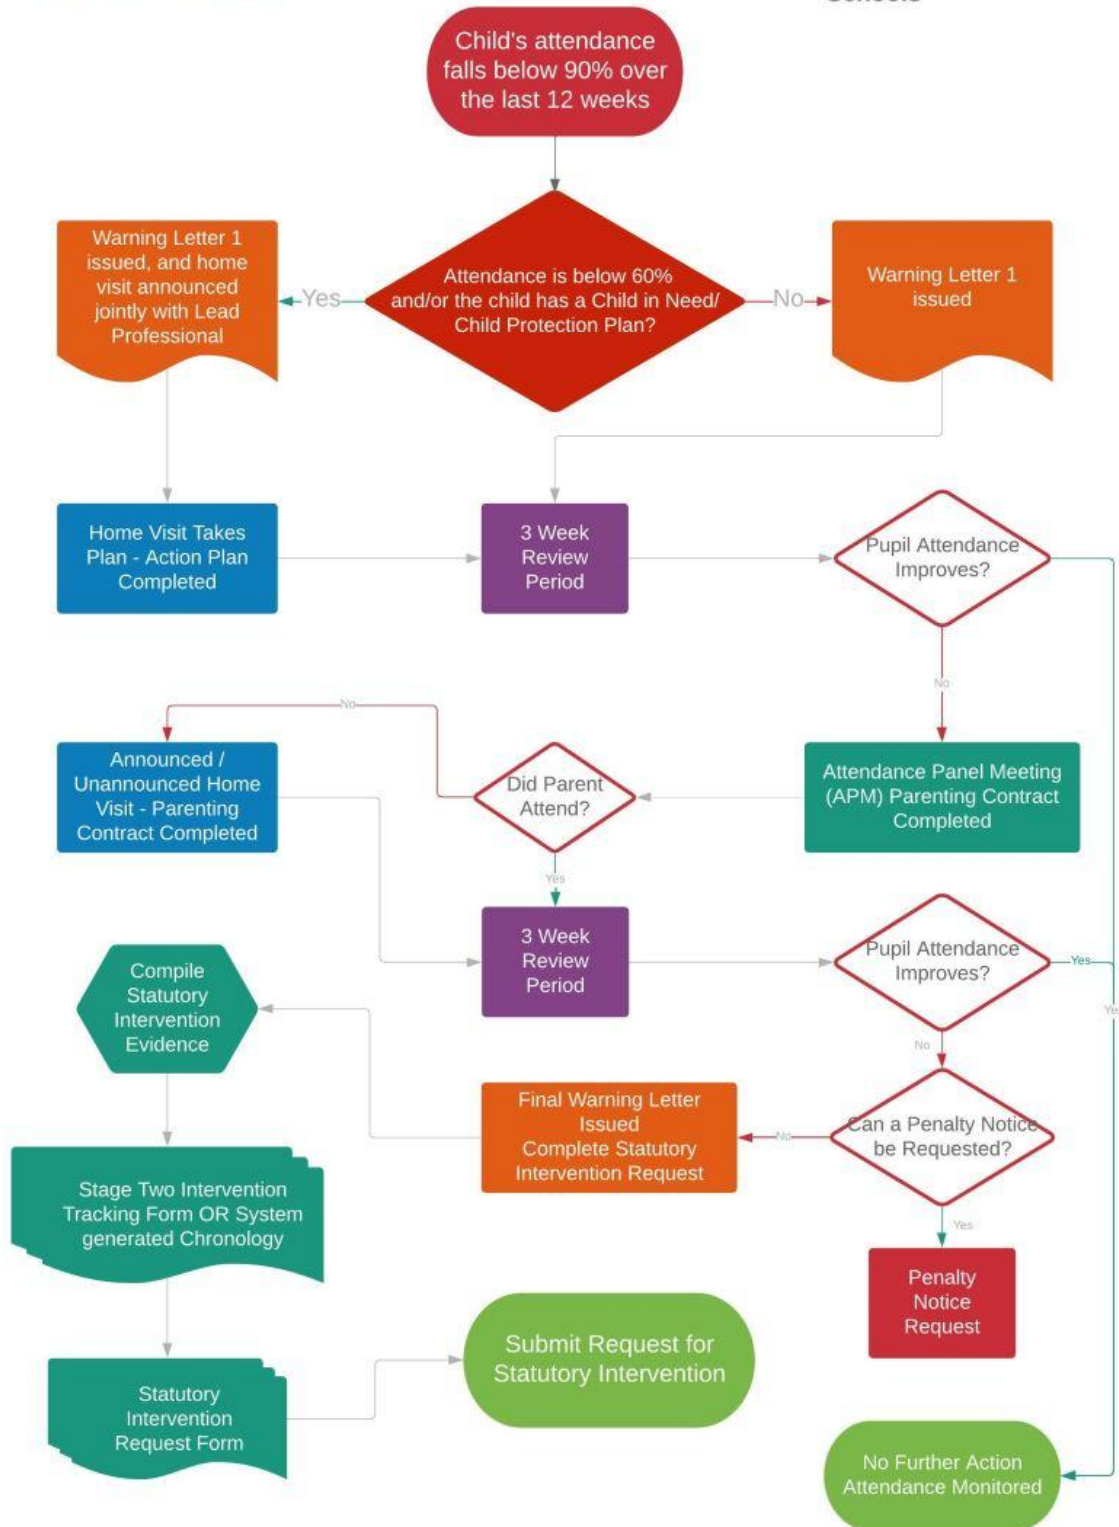 Child's attendance
falls below 90% over
the last 12 weeks
Warning Letter 1
issued, and home
visit announced
jointly with Lead
Professional
Yes
Attendance is below 60%
and/or the child has a Child in Need/
Child Protection Plan?
No
Warning Letter 1
issued
Home Visit Takes
Plan - Action Plan
Completed
3 Week
Review
Period
Pupil Attendance
Improves?
No
No
Announced /
Unannounced Home
Visit - Parenting
Contract Completed
Did Parent
Attend?
Attendance Panel Meeting
(APM) Parenting Contract
Completed
Yes
3 Week
Review
Period
Pupil Attendance
Improves?
Yes
Yes
Compile
Statutory
Intervention
Evidence
No
Final Warning Letter
Issued
Complete Statutory
Intervention Request
No
Can a Penalty Notice
be Requested?
Yes
Stage Two Intervention
Tracking Form OR System
generated Chronology
Penalty
Notice
Request
Submit Request for
Statutory Intervention
Statutory
Intervention
Request Form
No Further Action
Attendance Monitored